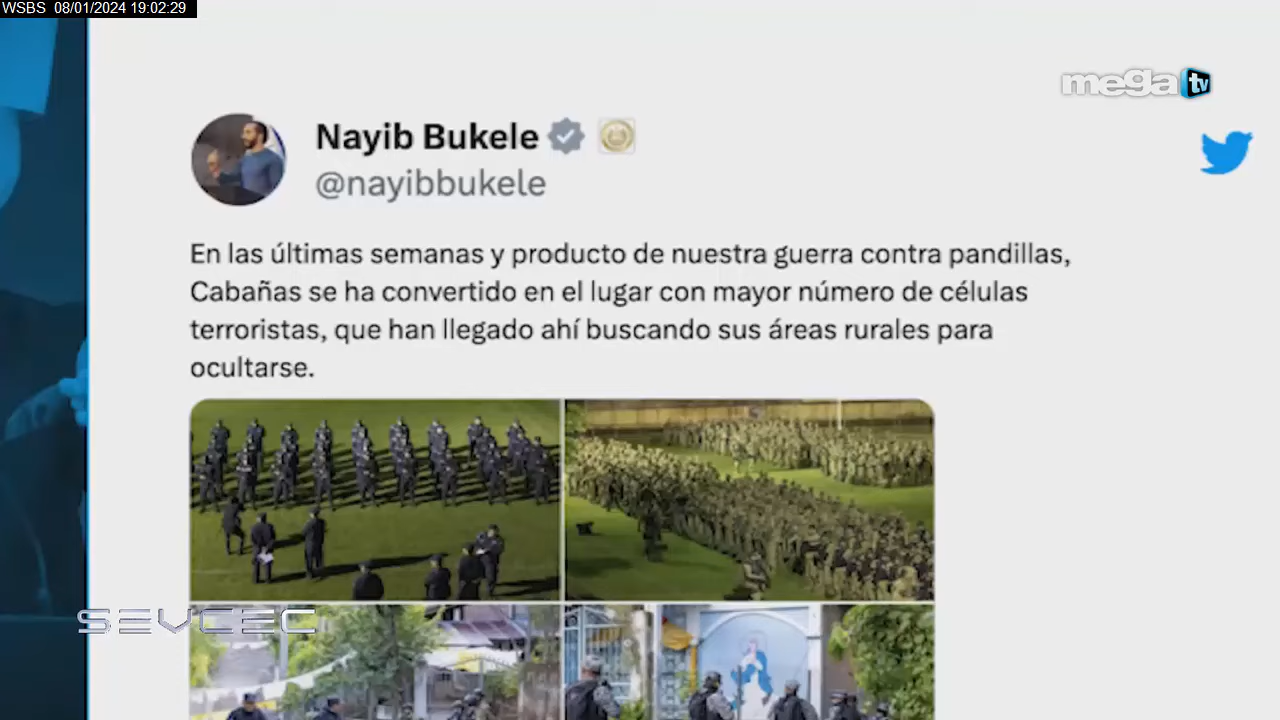 WSBS 08/01/2024 19:02:29
mega tv
Nayib Bukele
@nayibbukele
En las últimas semanas y producto de nuestra guerra contra pandillas,
Cabañas se ha convertido en el lugar con mayor número de células
terroristas, que han llegado ahí buscando sus áreas rurales para
ocultarse.
SEVCEC